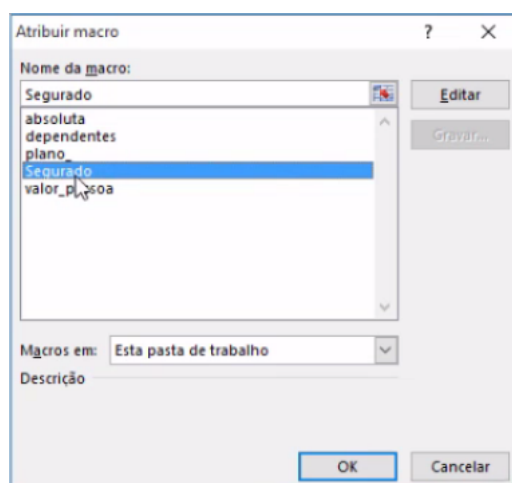 Atribuir macro ? ×
Nome da macro:
Segurado
Editar
absoluta
Gravar...
dependentes
plano_
Segurado
valor_pessoa
Macros em: Esta pasta de trabalho
Descrição
OK Cancelar